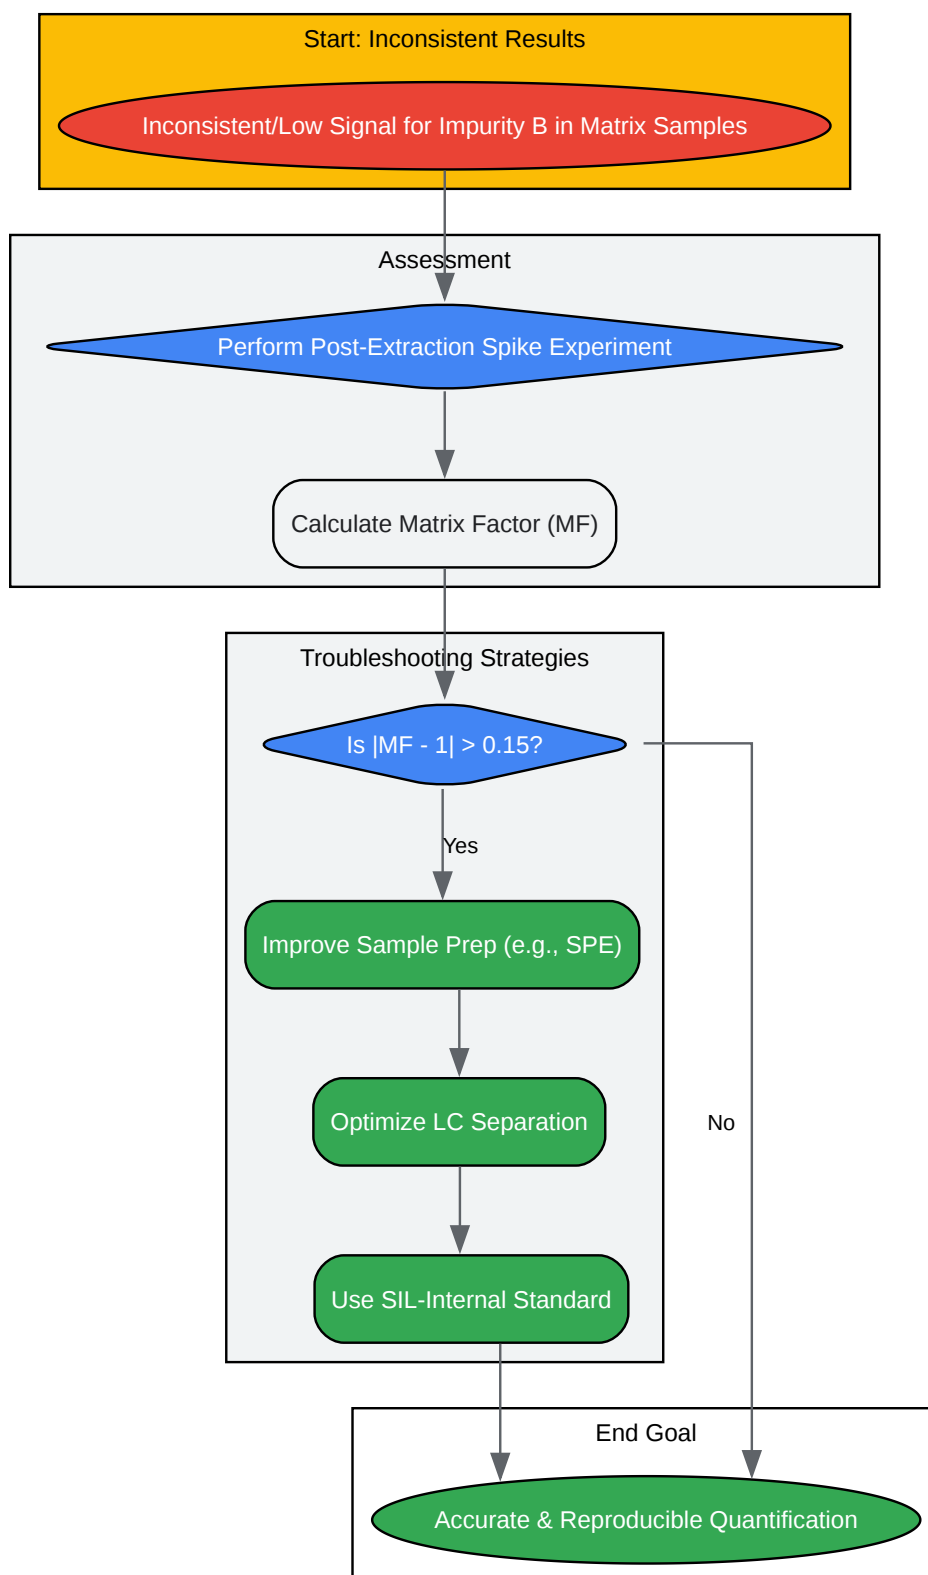 Start: Inconsistent Results
Inconsistent/Low Signal for Impurity B in Matrix Samples
Assessment
Perform Post-Extraction Spike Experiment
Calculate Matrix Factor (MF)
Troubleshooting Strategies
Is |MF - 1| > 0.15?
Yes
Improve Sample Prep (e.g., SPE)
Optimize LC Separation
No
Use SIL-Internal Standard
End Goal
Accurate & Reproducible Quantification